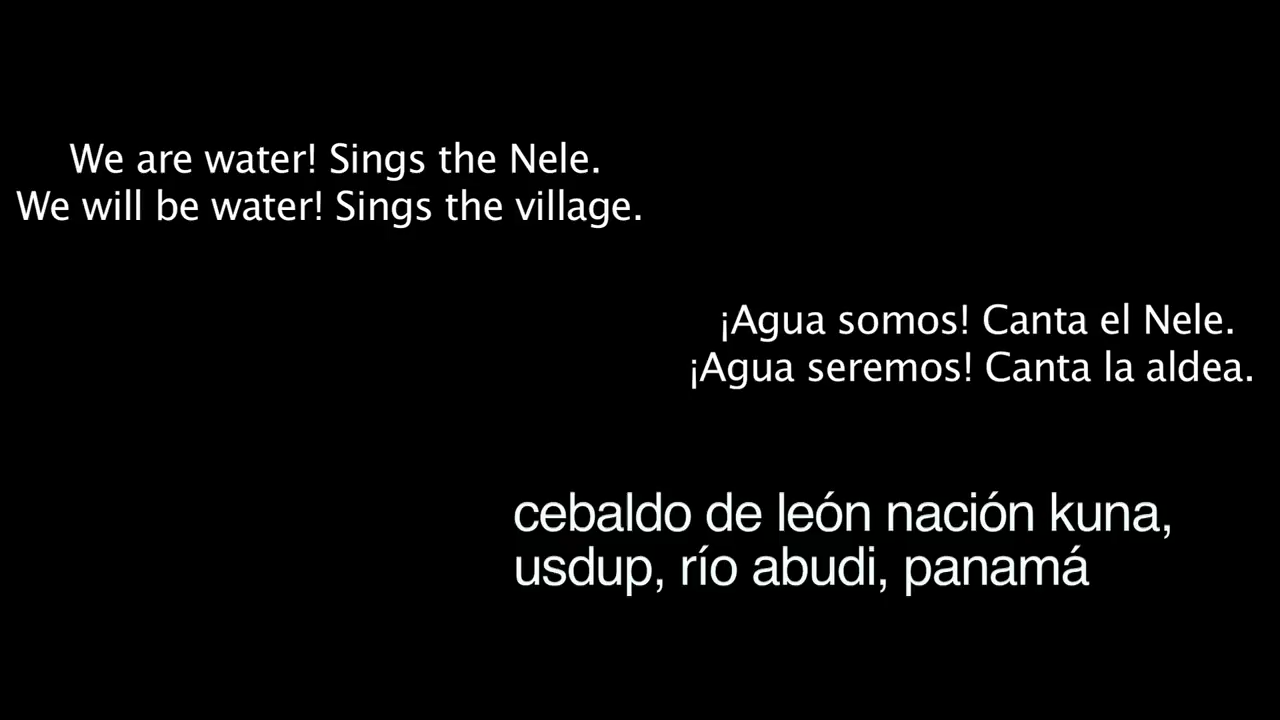 We are water! Sings the Nele.
We will be water! Sings the village.
¡Agua somos! Canta el Nele.
¡Agua seremos! Canta la aldea.
cebaldo de león nación kuna,
usdup, río abudi, panamá